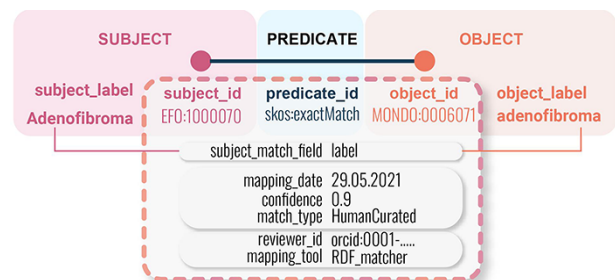 SUBJECT PREDICATE OBJECT
subject_label subject_id predicate_id object_id object_label
Adenofibroma EFO:1000070 skos:exactMatch MONDO:0006071 adenofibroma
subject_match_field label
mapping_date 29.05.2021
confidence 0.9
match_type HumanCurated
reviewer_id orcid:0001-.....
mapping_tool RDF_matcher